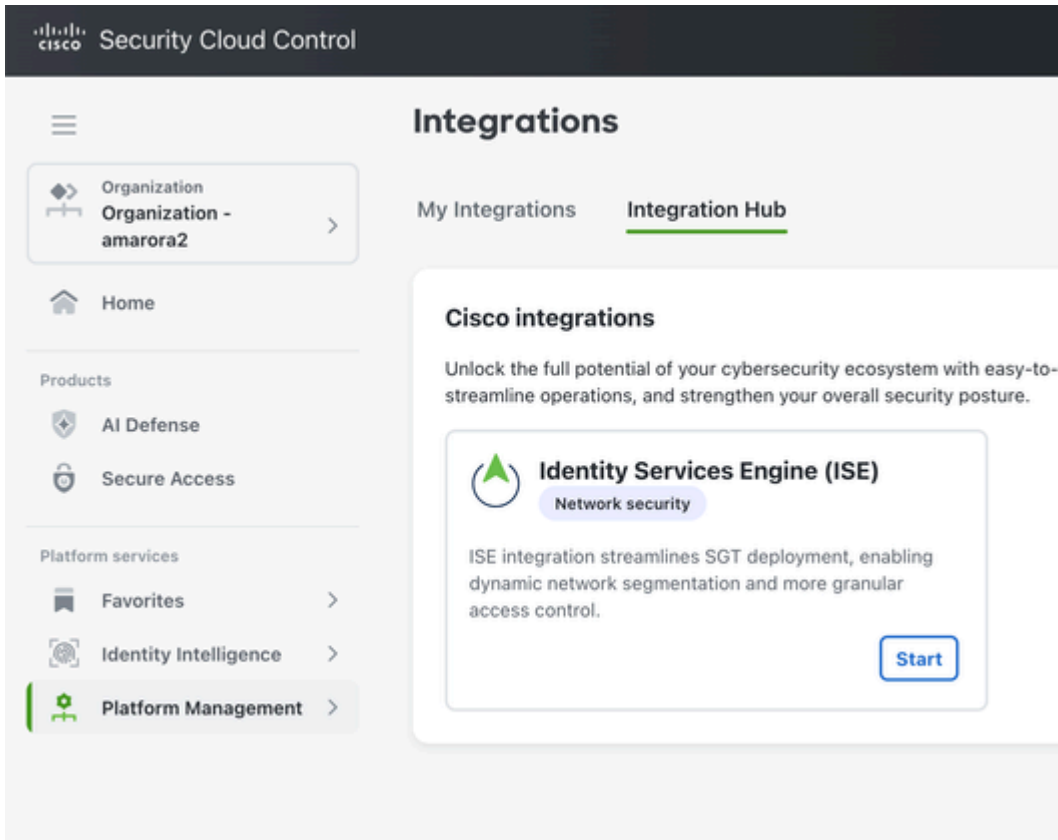 cisco Security Cloud Control
Integrations
Organization
Organization -
amarora2
My Integrations Integration Hub
Home
Cisco integrations
Unlock the full potential of your cybersecurity ecosystem with easy-to-
streamline operations, and strengthen your overall security posture.
Products
AI Defense
Secure Access
Identity Services Engine (ISE)
Network security
ISE integration streamlines SGT deployment, enabling
dynamic network segmentation and more granular
access control.
Start
Platform services
Favorites
Identity Intelligence
Platform Management